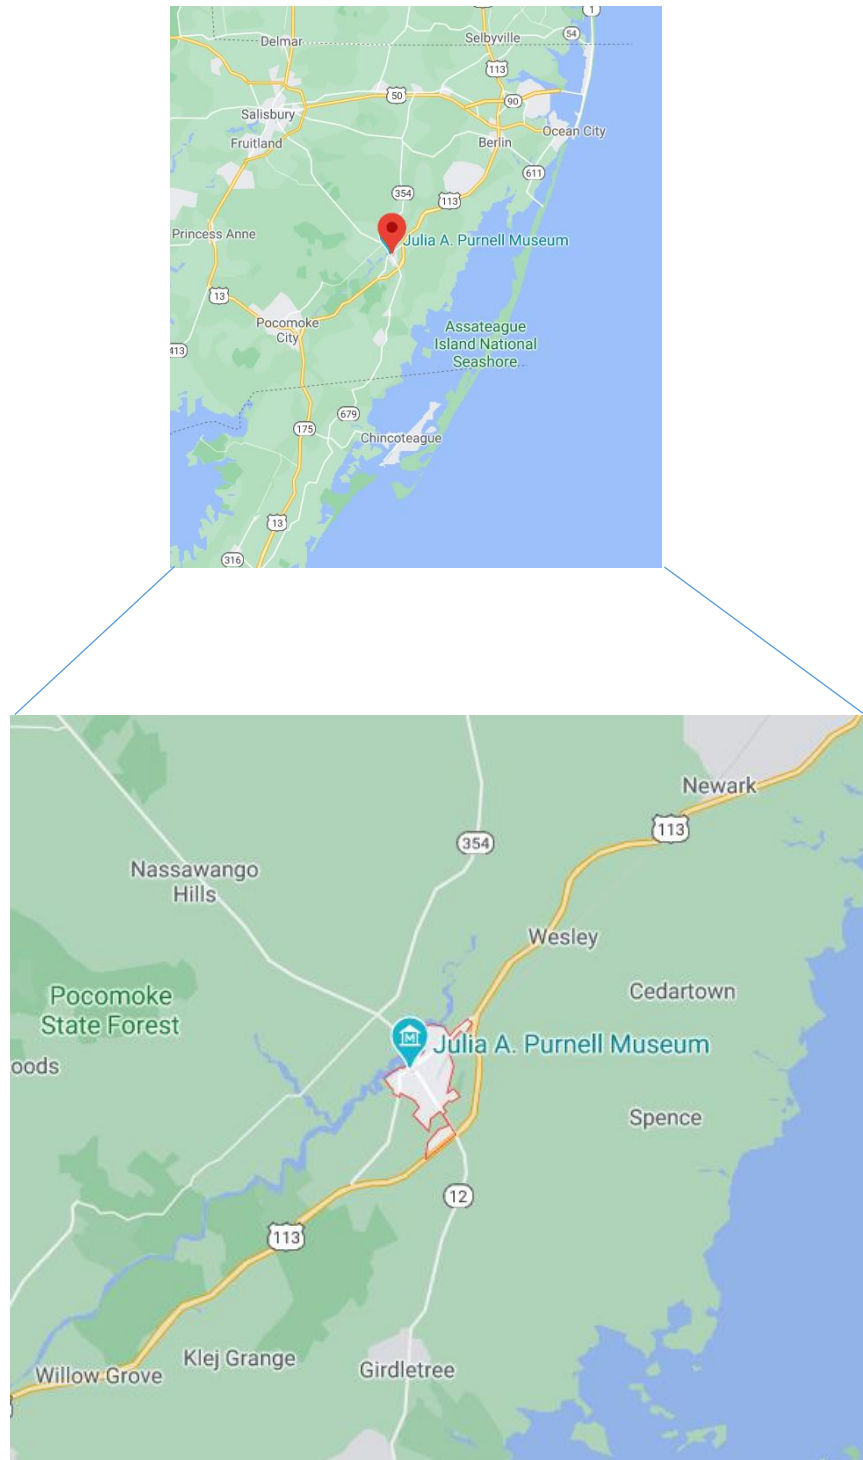 1
54
Delmar
Selbyville
113
50
90
Salisbury
Ocean City
Fruitland
Berlin
611
354
113
Princess Anne
Julia A. Purnell Museum
13
Pocomoke
City
Assateague
Island National
Seashore
413
679
175
Chincoteague
13
316
Newark
113
354
Nassawango
Hills
Wesley
Pocomoke
State Forest
Cedartown
Julia A. Purnell Museum
oods
Spence
12
113
Klej Grange
Girdletree
Willow Grove